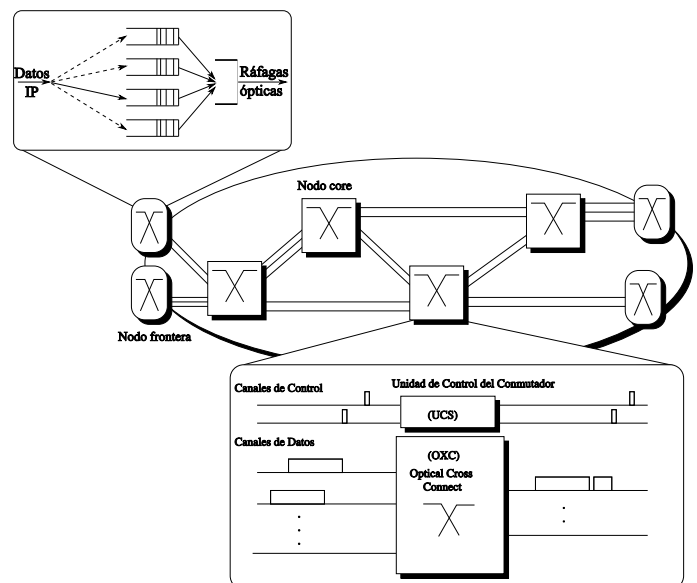 Datos
IP
Ráfagas
ópticas
Nodo core
Nodo frontera
Canales de Control
Unidad de Control del Conmutador
(UCS)
Canales de Datos
(OXC)
Optical Cross
Connect